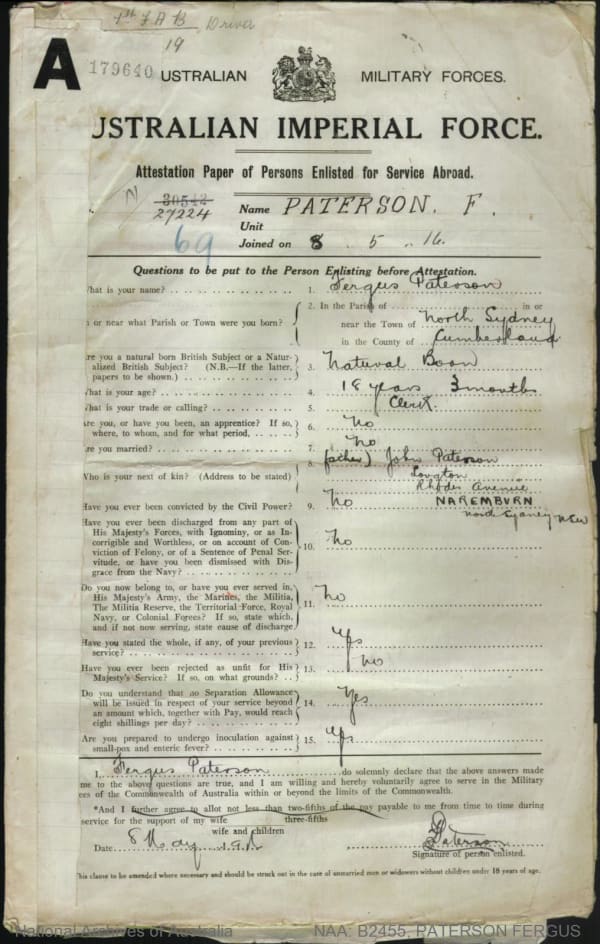 1st F A B Driver
19
A 179640 USTRALIAN MILITARY FORCES.
USTRALIAN IMPERIAL FORCE.
Attestation Paper of Persons Enlisted for Service Abroad.
N 30543
27224 Name PATERSON. F.
Unit
69 Joined on 8 . 5 . 16.
Questions to be put to the Person Enlisting before Attestation.
hat is your name? 1. Fergus Paterson
n or near what Parish or Town were you born? 2. In the Parish of in or
near the Town of North Sydney
in the County of Cumberland
re you a natural born British Subject or a Natur-
alized British Subject? (N.B.—If the latter,
papers to be shown.) 3. Natural Born
hat is your age? 4. 18 years 3 months
hat is your trade or calling? 5. Clerk.
re you, or have you been, an apprentice? If so,
where, to whom, and for what period, 6. No
re you married? 7. No
Who is your next of kin? (Address to be stated) 8. (father) John Paterson
Longton
Rhodes Avenue
NAREMBURN
North Sydney NSW
Have you ever been convicted by the Civil Power? 9. No
Have you ever been discharged from any part of
His Majesty's Forces, with Ignominy, or as In-
corrigible and Worthless, or on account of Con-
viction of Felony, or of a Sentence of Penal Ser-
vitude, or have you been dismissed with Dis-
grace from the Navy? 10. No
Do you now belong to, or have you ever served in,
His Majesty's Army, the Marines, the Militia,
The Militia Reserve, the Territorial Force, Royal
Navy, or Colonial Forces? If so, state which,
and if not now serving, state cause of discharge 11. No
Have you stated the whole, if any, of your previous
service? 12. Yes
Have you ever been rejected as unfit for His
Majesty's Service? If so, on what grounds? 13. No
Do you understand that no Separation Allowance
will be issued in respect of your service beyond
an amount which, together with Pay, would reach
eight shillings per day? 14. Yes
Are you prepared to undergo inoculation against
small-pox and enteric fever? 15. Yes
I, Fergus Paterson do solemnly declare that the above answers made
me to the above questions are true, and I am willing and hereby voluntarily agree to serve in the Military
ces of the Commonwealth of Australia within or beyond the limits of the Commonwealth.
*And I further agree to allot not less than two-fifths of the pay payable to me from time to time during
three-fifths
service for the support of my wife
wife and children
Date 8 May 191 F Paterson
Signature of person enlisted.
his clause to be amended where necessary and should be struck out in the case of unmarried men or widowers without children under 18 years of age.
National Archives of Australia NAA: B2455, PATERSON FERGUS